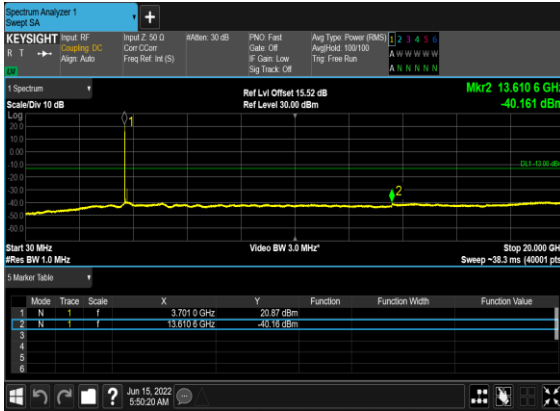 Spectrum Analyzer 1
Swept SA
+
KEYSIGHT
R T
LV
Input: RF
Coupling: DC
Align: Auto
Input Z: 50 Ω
Corr CCorr
Freq Ref: Int (S)
#Atten: 30 dB
PNO: Fast
Gate: Off
IF Gain: Low
Sig Track: Off
Avg Type: Power (RMS)
Avg|Hold: 100/100
Trig: Free Run
1 2 3 4 5 6
A W W W W W
A N N N N N
1 Spectrum
Scale/Div 10 dB
Log
Ref Lvl Offset 15.52 dB
Ref Level 30.00 dBm
Mkr2 13.610 6 GHz
-40.161 dBm
1
20.0
10.0
0.00
-10.0
DL1 -13.00 dBm
-20.0
-30.0
2
-40.0
-50.0
-60.0
Start 30 MHz
Video BW 3.0 MHz*
Stop 20.000 GHz
#Res BW 1.0 MHz
Sweep ~38.3 ms (40001 pts)
5 Marker Table
Mode Trace Scale X Y Function Function Width Function Value
1 N 1 f 3.701 0 GHz 20.87 dBm
2 N 1 f 13.610 6 GHz -40.16 dBm
3
4
5
6
?
Jun 15, 2022
5:50:20 AM